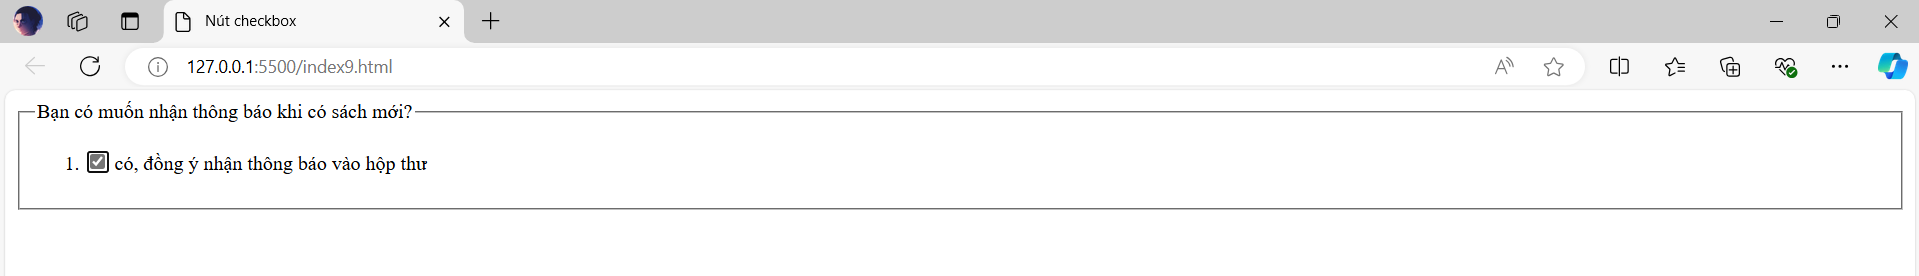 Nút checkbox
127.0.0.1:5500/index9.html
Bạn có muốn nhận thông báo khi có sách mới?
1. có, đồng ý nhận thông báo vào hộp thư